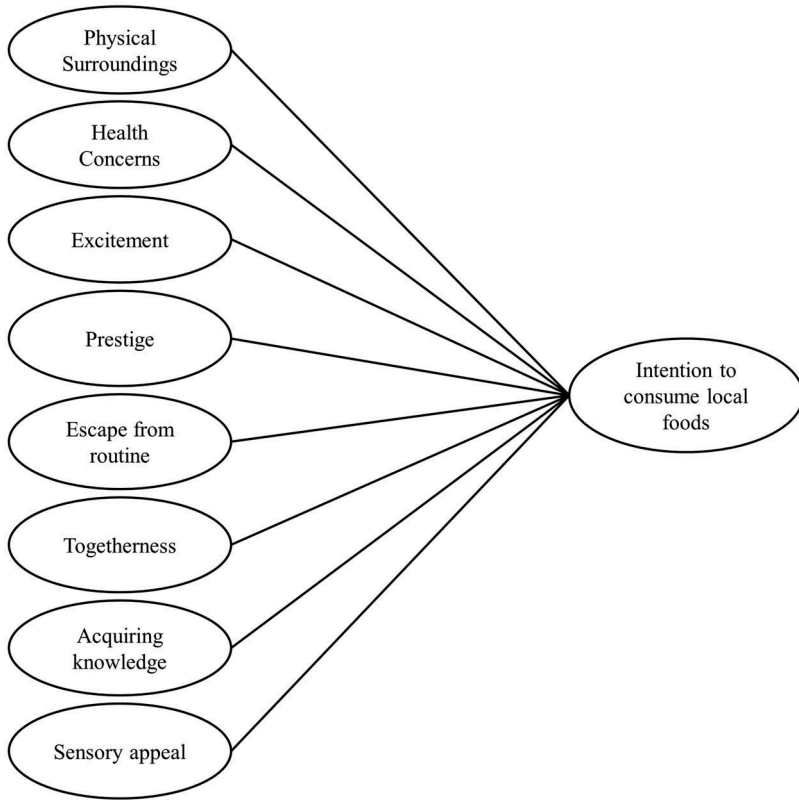 Physical
Surroundings
Health
Concerns
Excitement
Prestige
Escape from
routine
Togetherness
Acquiring
knowledge
Sensory appeal
Intention to
consume local
foods